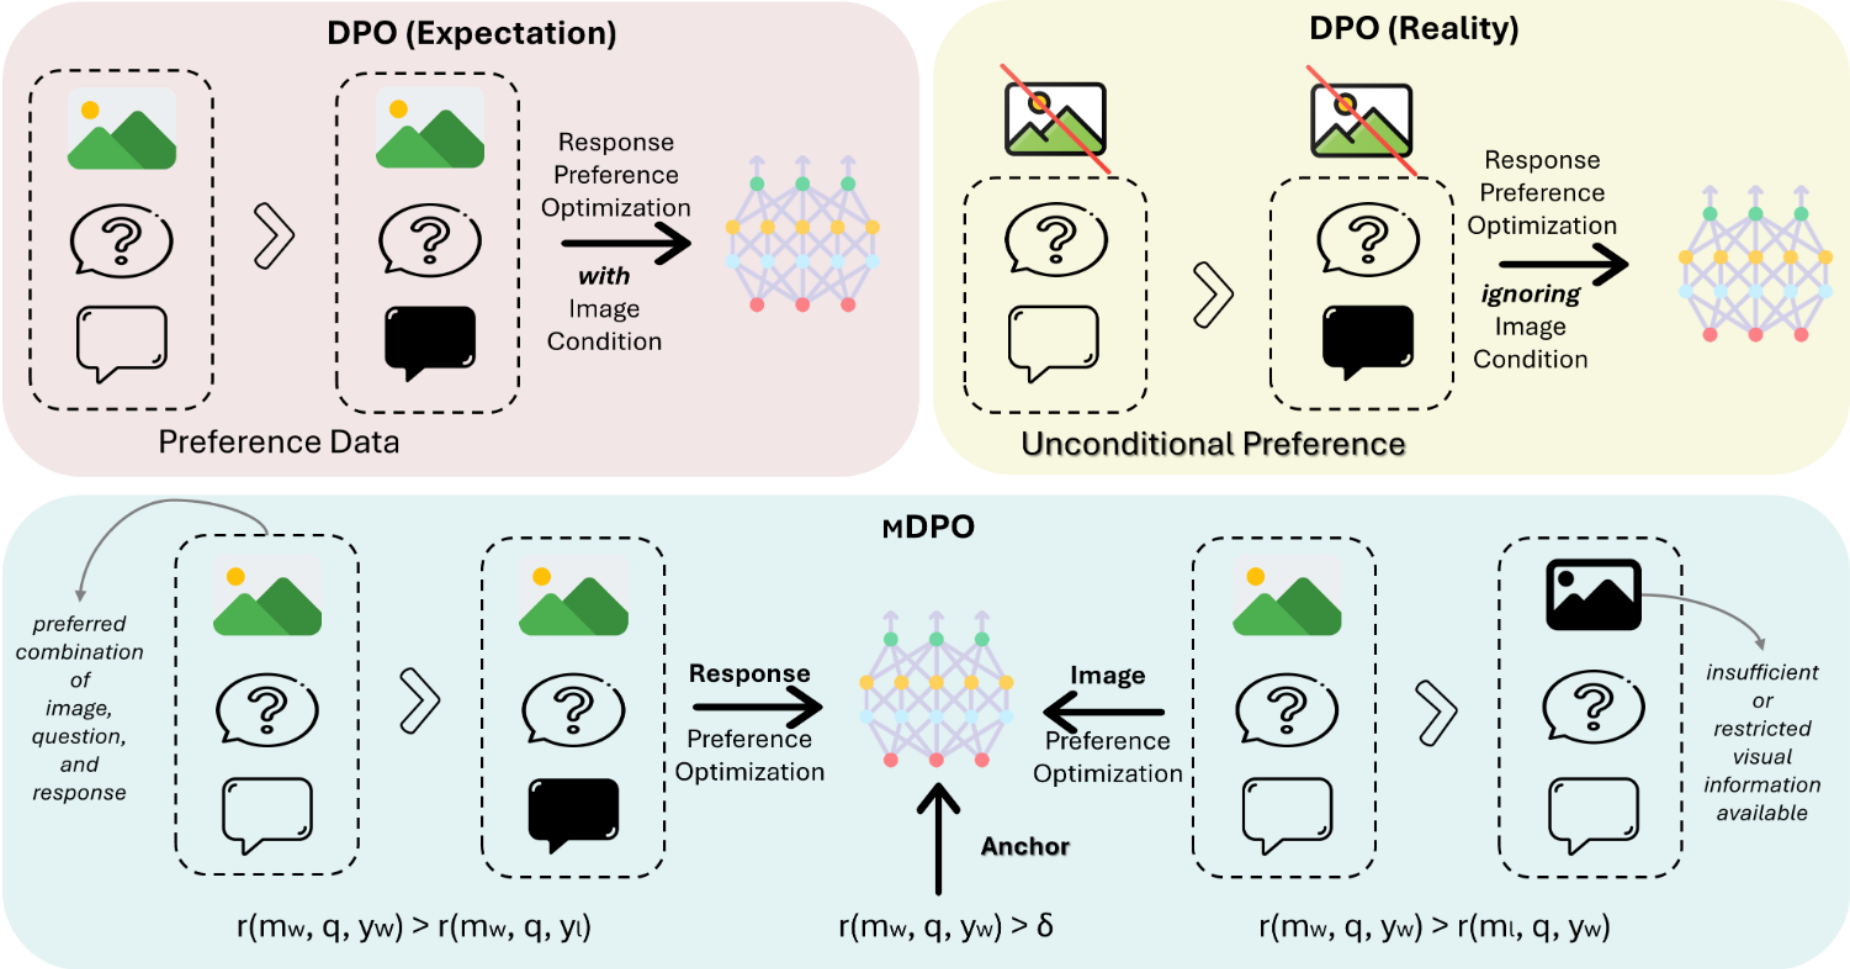 DPO (Expectation)
Response
Preference
Optimization
with
Image
Condition
Preference Data
DPO (Reality)
Response
Preference
Optimization
ignoring
Image
Condition
Unconditional Preference
MDPO
preferred
combination
of
image,
question,
and
response
Response
Preference
Optimization
Image
Preference
Optimization
Anchor
insufficient
or
restricted
visual
information
available
r(mw, q, yw) > r(mw, q, yl)
r(mw, q, yw) > δ
r(mw, q, yw) > r(ml, q, yw)